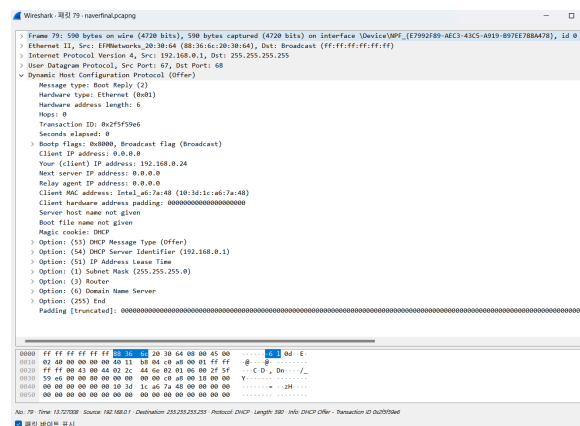 Wireshark · 패킷 79 · naverfinal.pcapng
Frame 79: 590 bytes on wire (4720 bits), 590 bytes captured (4720 bits) on interface \Device\NPF_{E7992F89-AEC3-43C5-A919-B97EE7B8A478}, id 0
Ethernet II, Src: EFMNetworks_20:30:64 (88:36:6c:20:30:64), Dst: Broadcast (ff:ff:ff:ff:ff:ff)
Internet Protocol Version 4, Src: 192.168.0.1, Dst: 255.255.255.255
User Datagram Protocol, Src Port: 67, Dst Port: 68
Dynamic Host Configuration Protocol (Offer)
Message type: Boot Reply (2)
Hardware type: Ethernet (0x01)
Hardware address length: 6
Hops: 0
Transaction ID: 0x2f5f59e6
Seconds elapsed: 0
Bootp flags: 0x8000, Broadcast flag (Broadcast)
Client IP address: 0.0.0.0
Your (client) IP address: 192.168.0.24
Next server IP address: 0.0.0.0
Relay agent IP address: 0.0.0.0
Client MAC address: Intel_a6:7a:48 (10:3d:1c:a6:7a:48)
Client hardware address padding: 00000000000000000000
Server host name not given
Boot file name not given
Magic cookie: DHCP
Option: (53) DHCP Message Type (Offer)
Option: (54) DHCP Server Identifier (192.168.0.1)
Option: (51) IP Address Lease Time
Option: (1) Subnet Mask (255.255.255.0)
Option: (3) Router
Option: (6) Domain Name Server
Option: (255) End
Padding [truncated]:
0000 ff ff ff ff ff ff 88 36 6c 20 30 64 08 00 45 00 ·······6 l 0d··E·
0010 02 40 00 00 00 00 40 11 b8 04 c0 a8 00 01 ff ff ·@····@· ········
0020 ff ff 00 43 00 44 02 2c 44 6e 02 01 06 00 2f 5f ···C·D·, Dn····/_
0030 59 e6 00 00 80 00 00 00 00 00 c0 a8 00 18 00 00 Y······· ········
0040 00 00 00 00 00 00 10 3d 1c a6 7a 48 00 00 00 00 ·······= ··zH····
0050 00 00 00 00 00 00 00 00 00 00 00 00 00 00 00 00 ········ ········
No.: 79 · Time: 13.727008 · Source: 192.168.0.1 · Destination: 255.255.255.255 · Protocol: DHCP · Length: 590 · Info: DHCP Offer - Transaction ID 0x2f5f59e6
패킷 바이트 표시